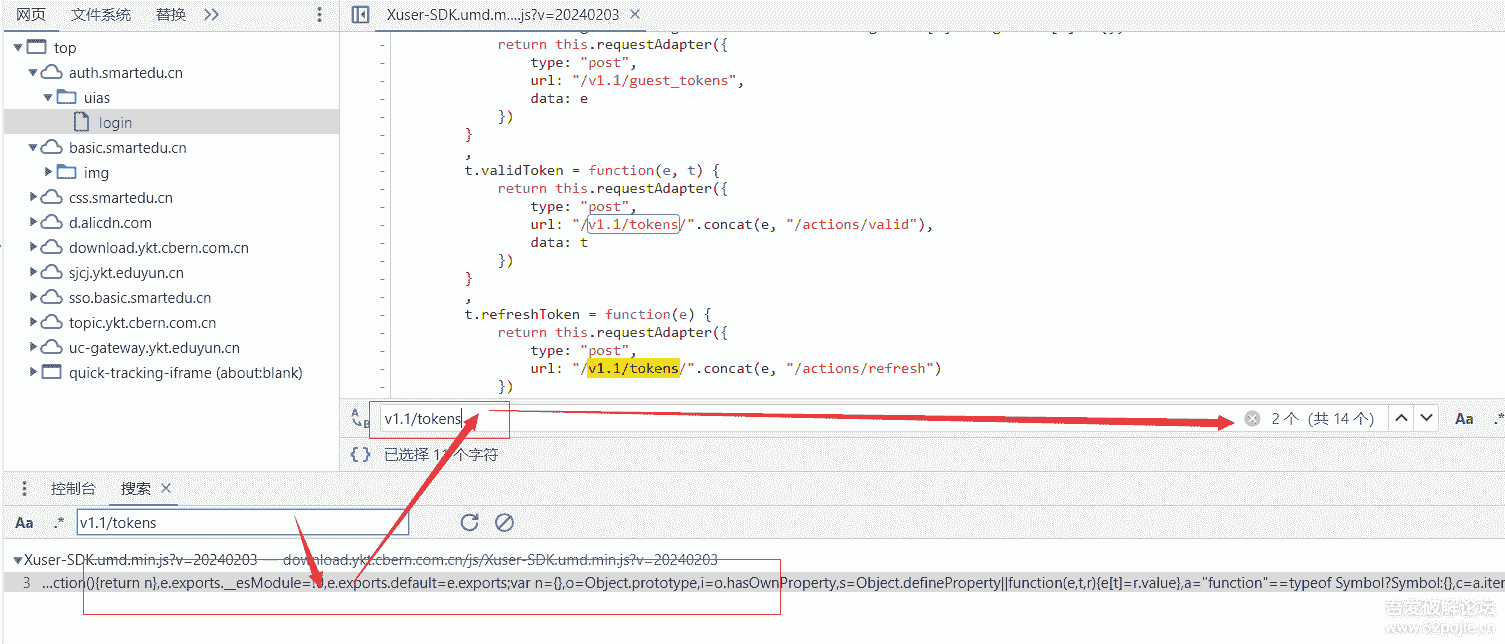 网页 文件系统 替换
Xuser-SDK.umd.m....js?v=20240203
top
auth.smartedu.cn
uias
login
basic.smartedu.cn
img
css.smartedu.cn
d.alicdn.com
download.ykt.cbern.com.cn
sjcj.ykt.eduyun.cn
sso.basic.smartedu.cn
topic.ykt.cbern.com.cn
uc-gateway.ykt.eduyun.cn
quick-tracking-iframe (about:blank)
return this.requestAdapter({
type: "post",
url: "/v1.1/guest_tokens",
data: e
})
}
,
t.validToken = function(e, t) {
return this.requestAdapter({
type: "post",
url: "/v1.1/tokens/".concat(e, "/actions/valid"),
data: t
})
}
,
t.refreshToken = function(e) {
return this.requestAdapter({
type: "post",
url: "/v1.1/tokens/".concat(e, "/actions/refresh")
})
v1.1/tokens 2 个 (共 14 个) Aa .*
{} 已选择 11 个字符
控制台 搜索
Aa .* v1.1/tokens
Xuser-SDK.umd.min.js?v=20240203 — download.ykt.cbern.com.cn/js/Xuser-SDK.umd.min.js?v=20240203
3 ...ction(){return n},e.exports.__esModule=!0,e.exports.default=e.exports;var n={},o=Object.prototype,i=o.hasOwnProperty,s=Object.defineProperty||function(e,t,r){e[t]=r.value},a="function"==typeof Symbol?Symbol:{},c=a.iter
吾爱破解论坛
www.52pojie.cn